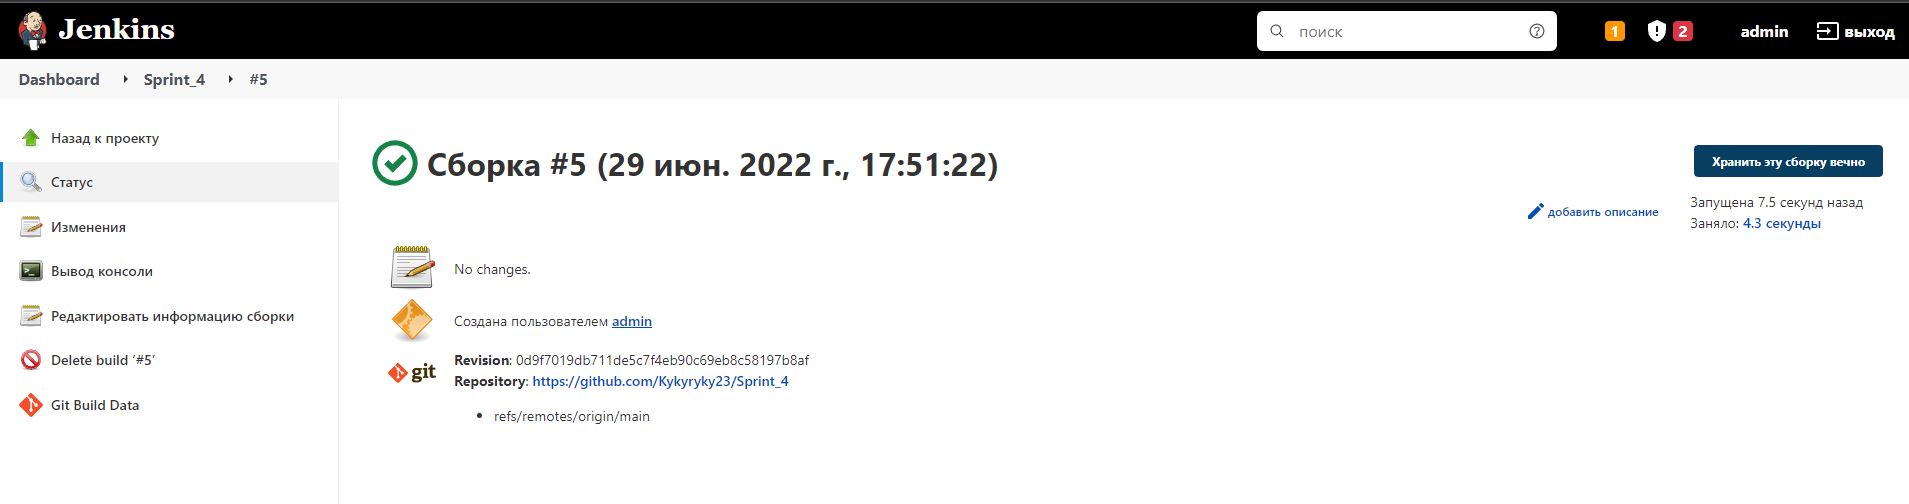 Jenkins
поиск
1
2
admin
выход
Dashboard
Sprint_4
#5
Назад к проекту
Статус
Изменения
Вывод консоли
Редактировать информацию сборки
Delete build ‘#5’
Git Build Data
Сборка #5 (29 июн. 2022 г., 17:51:22)
Хранить эту сборку вечно
добавить описание
Запущена 7.5 секунд назад
Заняло: 4.3 секунды
No changes.
Создана пользователем admin
git
Revision: 0d9f7019db711de5c7f4eb90c69eb8c58197b8af
Repository: https://github.com/Kykyryky23/Sprint_4
refs/remotes/origin/main